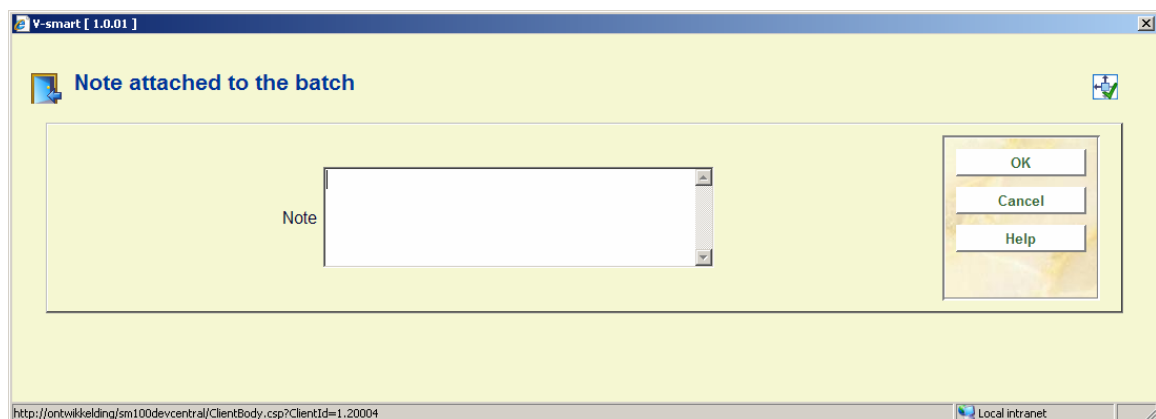 V-smart [ 1.0.01 ]
Note attached to the batch
Note
OK
Cancel
Help
http://ontwikkelding/sm100devcentral/ClientBody.csp?ClientId=1.20004
Local intranet